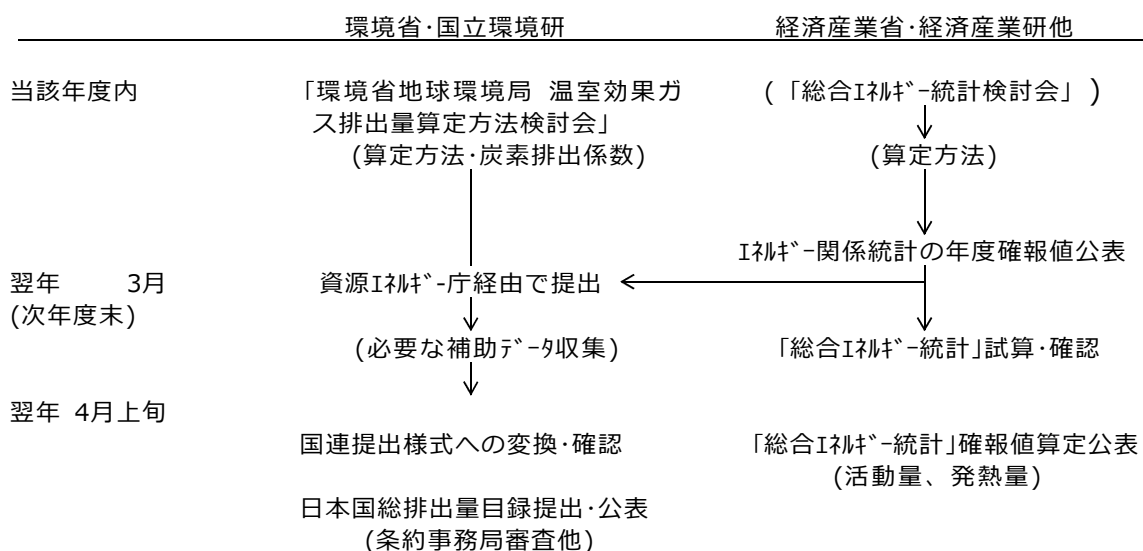 環境省･国立環境研 経済産業省･経済産業研他
当該年度内 「環境省地球環境局 温室効果ガ (「総合ｴﾈﾙｷﾞｰ統計検討会」)
ス排出量算定方法検討会」
(算定方法･炭素排出係数) (算定方法)
ｴﾈﾙｷﾞｰ関係統計の年度確報値公表
翌年 3月 資源ｴﾈﾙｷﾞ-庁経由で提出
(次年度末)
(必要な補助ﾃﾞｰﾀ収集) 「総合ｴﾈﾙｷﾞｰ統計」試算･確認
翌年 4月上旬
国連提出様式への変換･確認 「総合ｴﾈﾙｷﾞｰ統計」確報値算定公表
(活動量、発熱量)
日本国総排出量目録提出･公表
(条約事務局審査他)